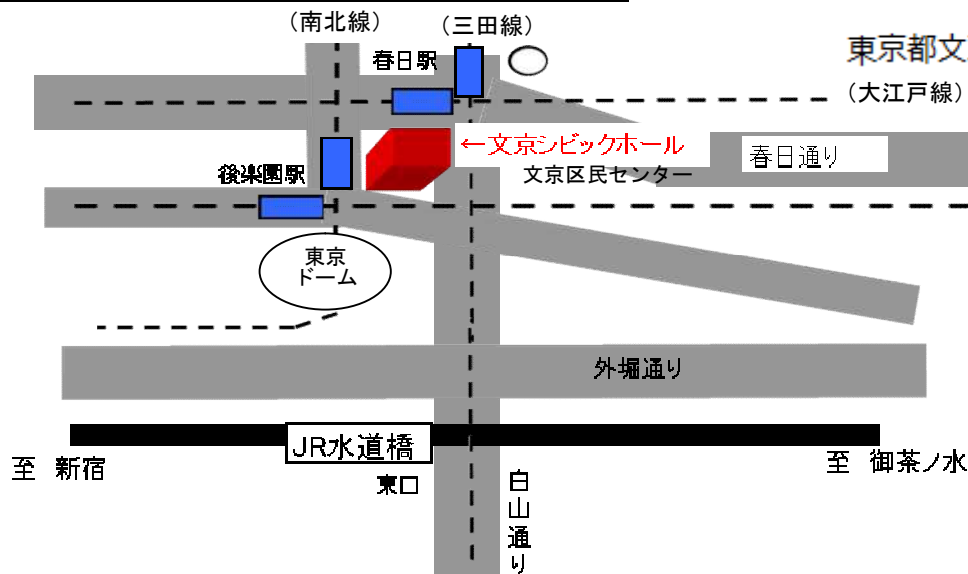 （南北線）
（三田線）
春日駅
東京都文
（大江戸線）
←文京シビックホール
春日通り
後楽園駅
文京区民センター
東京
ドーム
外堀通り
JR水道橋
至 新宿
至 御茶ノ水
東口
白山通り